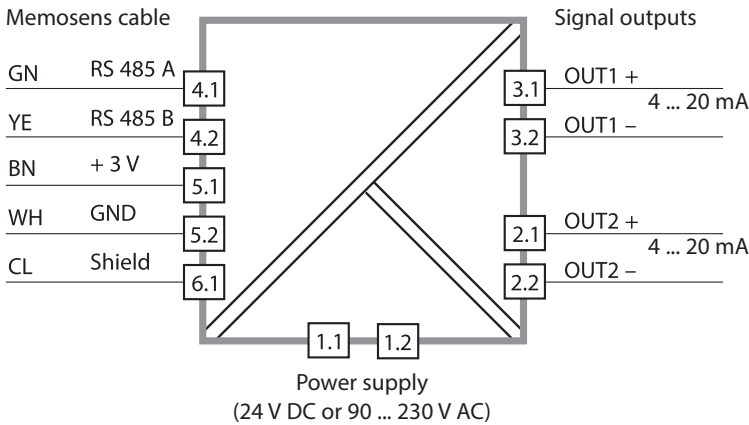 Memosens cable
Signal outputs
GN RS 485 A 4.1
YE RS 485 B 4.2
BN + 3 V 5.1
WH GND 5.2
CL Shield 6.1
3.1 OUT1 +
4 ... 20 mA
3.2 OUT1 –
2.1 OUT2 +
4 ... 20 mA
2.2 OUT2 –
1.1 1.2
Power supply
(24 V DC or 90 ... 230 V AC)